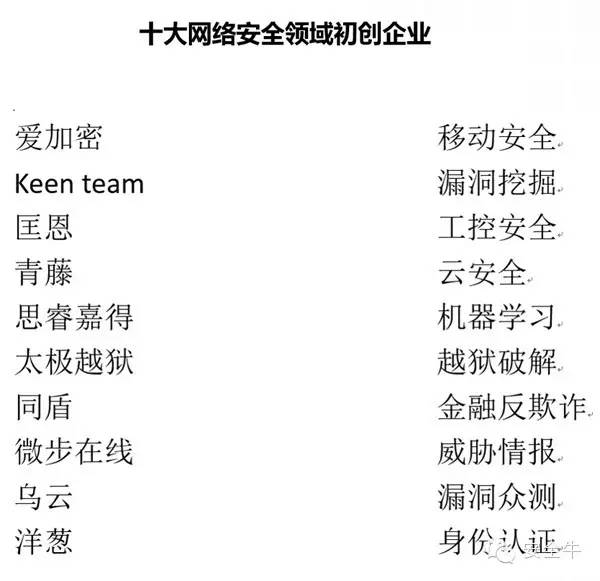 十大网络安全领域初创企业
爱加密 移动安全
Keen team 漏洞挖掘
匡恩 工控安全
青藤 云安全
思睿嘉得 机器学习
太极越狱 越狱破解
同盾 金融反欺诈
微步在线 威胁情报
乌云 漏洞众测
洋葱 身份认证
安全牛